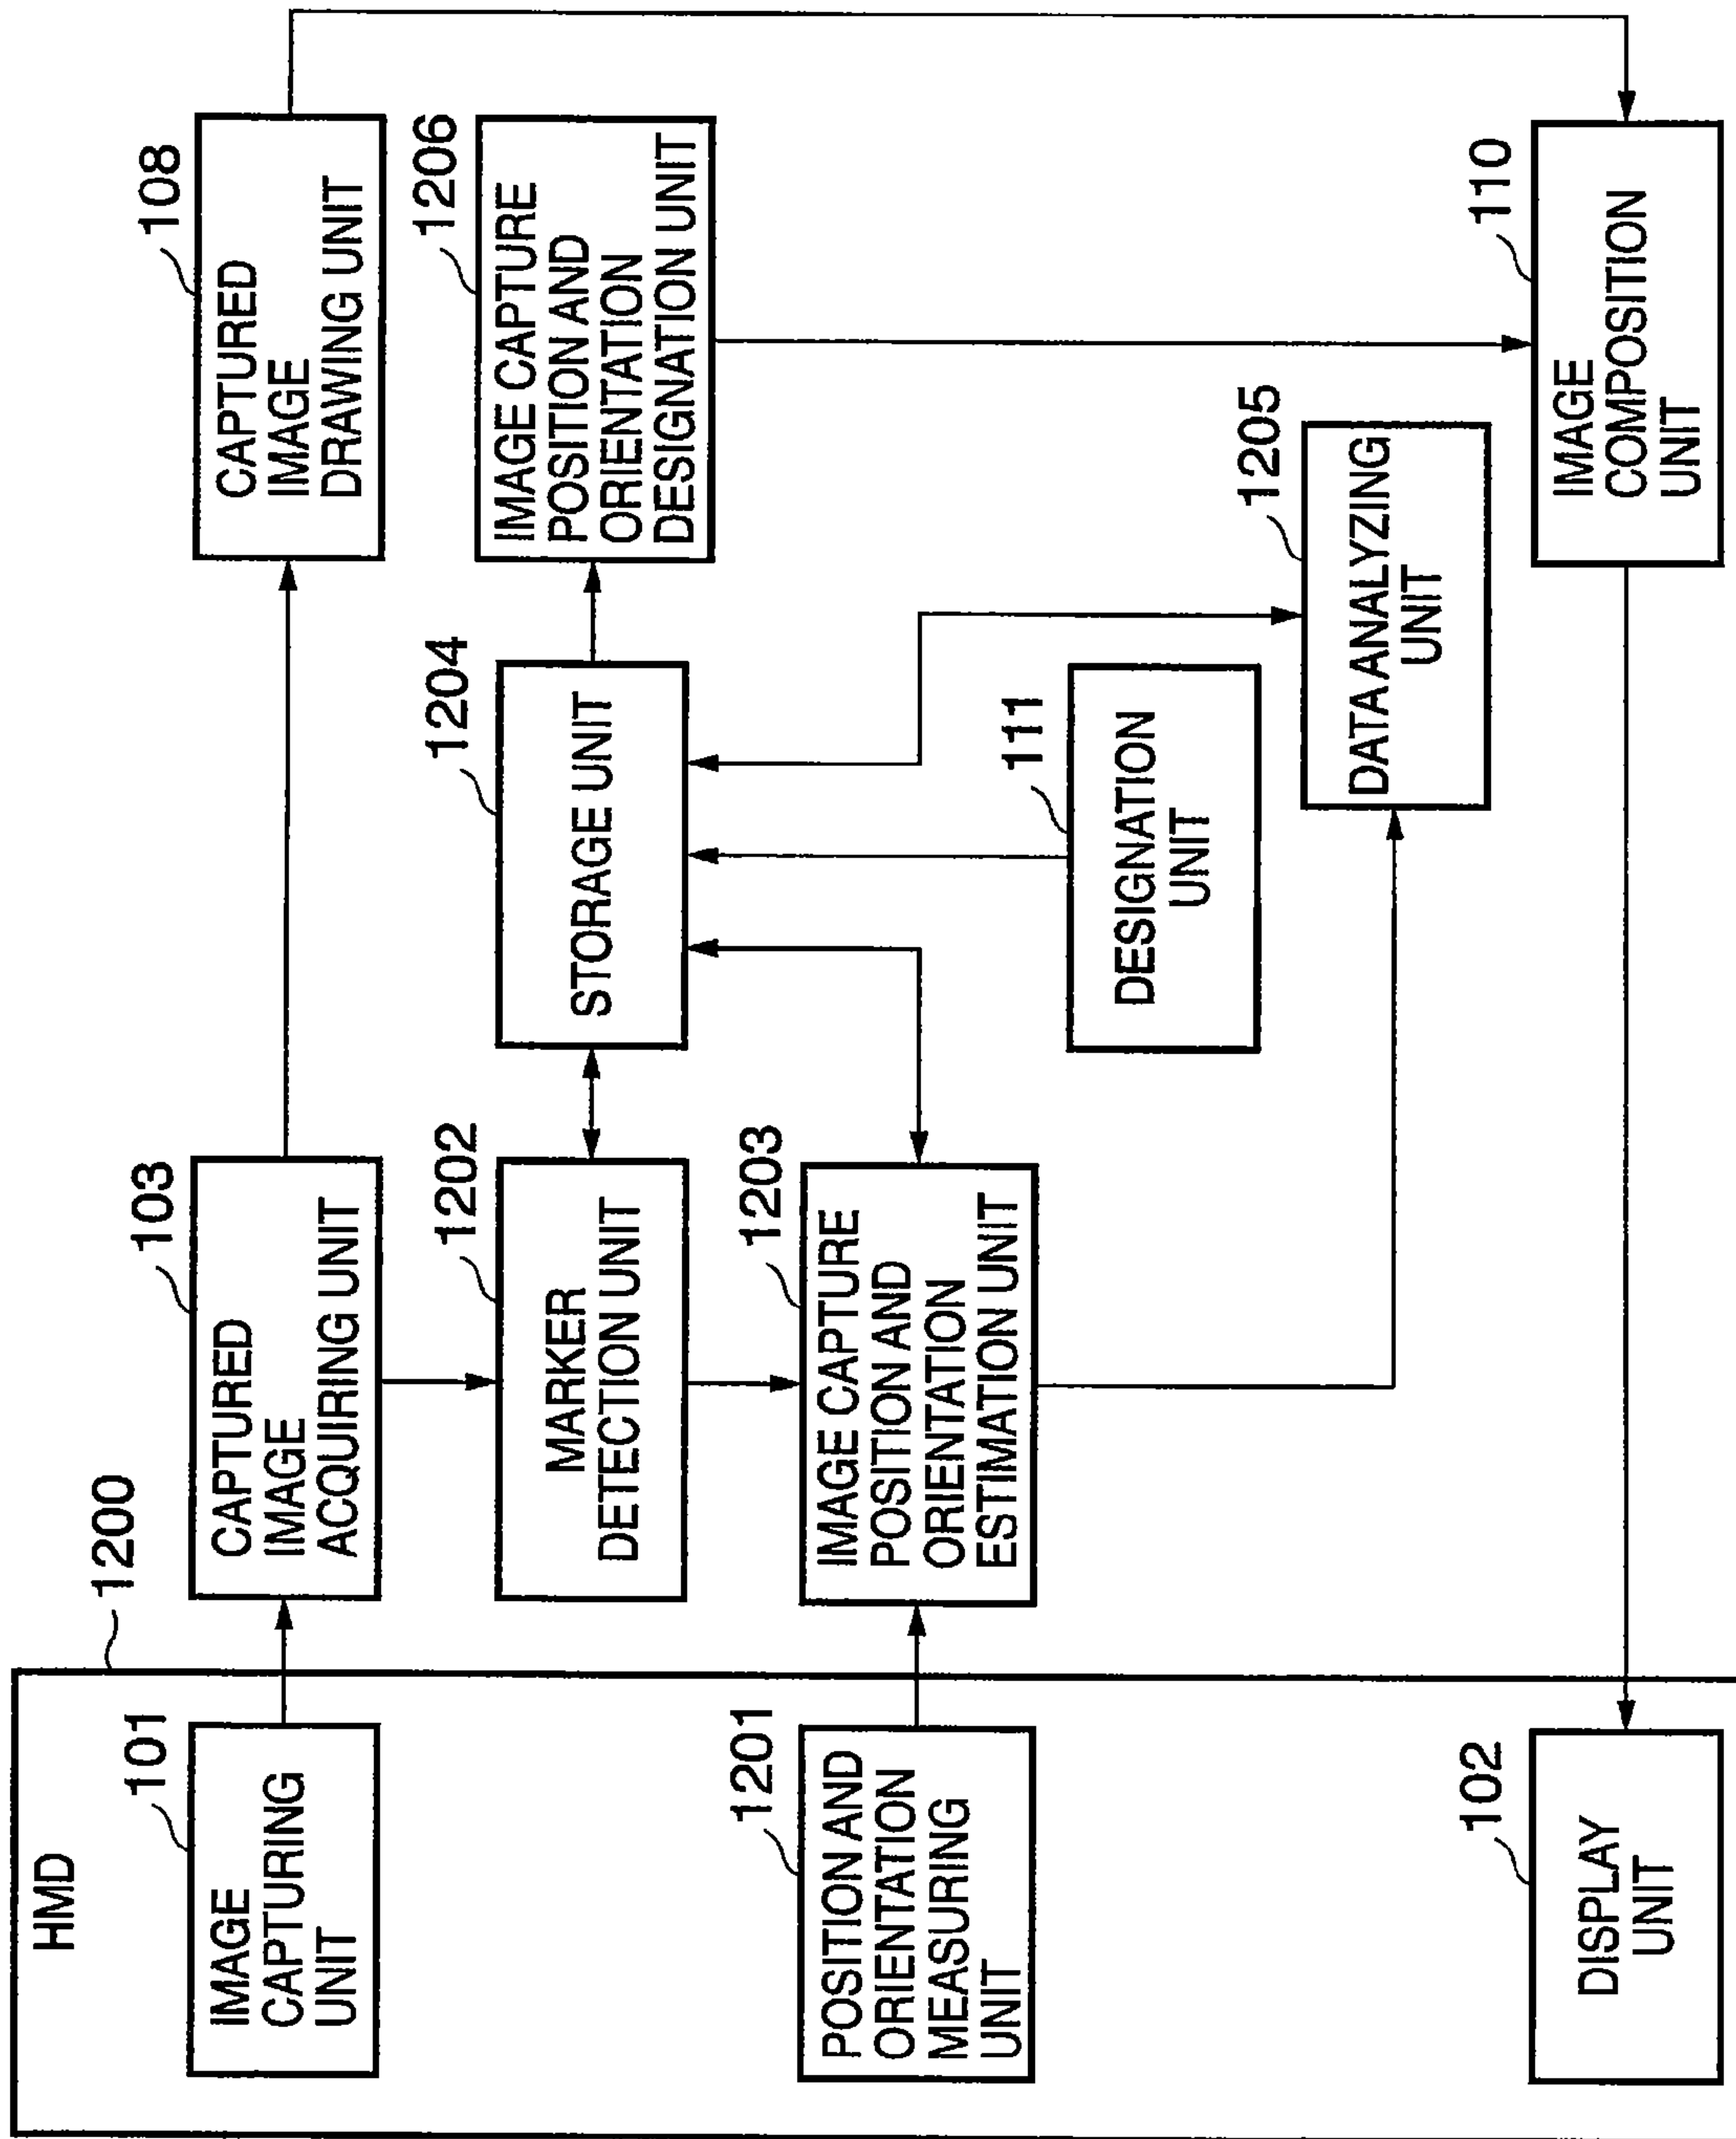 HMD
1200
101
IMAGE
CAPTURING
UNIT
1201
POSITION AND
ORIENTATION
MEASURING
UNIT
102
DISPLAY
UNIT
103
CAPTURED
IMAGE
ACQUIRING UNIT
1202
MARKER
DETECTION UNIT
1203
IMAGE CAPTURE
POSITION AND
ORIENTATION
ESTIMATION UNIT
1204
STORAGE UNIT
111
DESIGNATION
UNIT
1205
DATA ANALYZING
UNIT
108
CAPTURED
IMAGE
DRAWING UNIT
1206
IMAGE CAPTURE
POSITION AND
ORIENTATION
DESIGNATION UNIT
110
IMAGE
COMPOSITION
UNIT